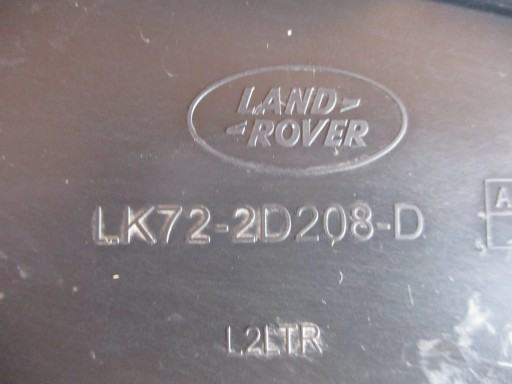 LAND
ROVER
A
LK72-2D208-D
L2LTR